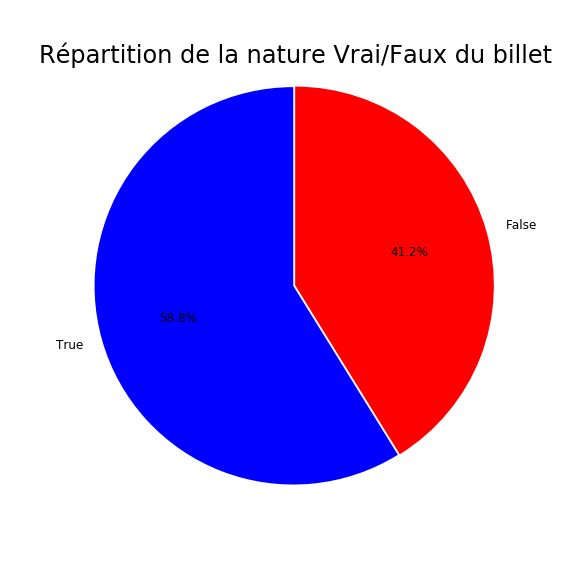 Répartition de la nature Vrai/Faux du billet
False
41.2%
58.8%
True